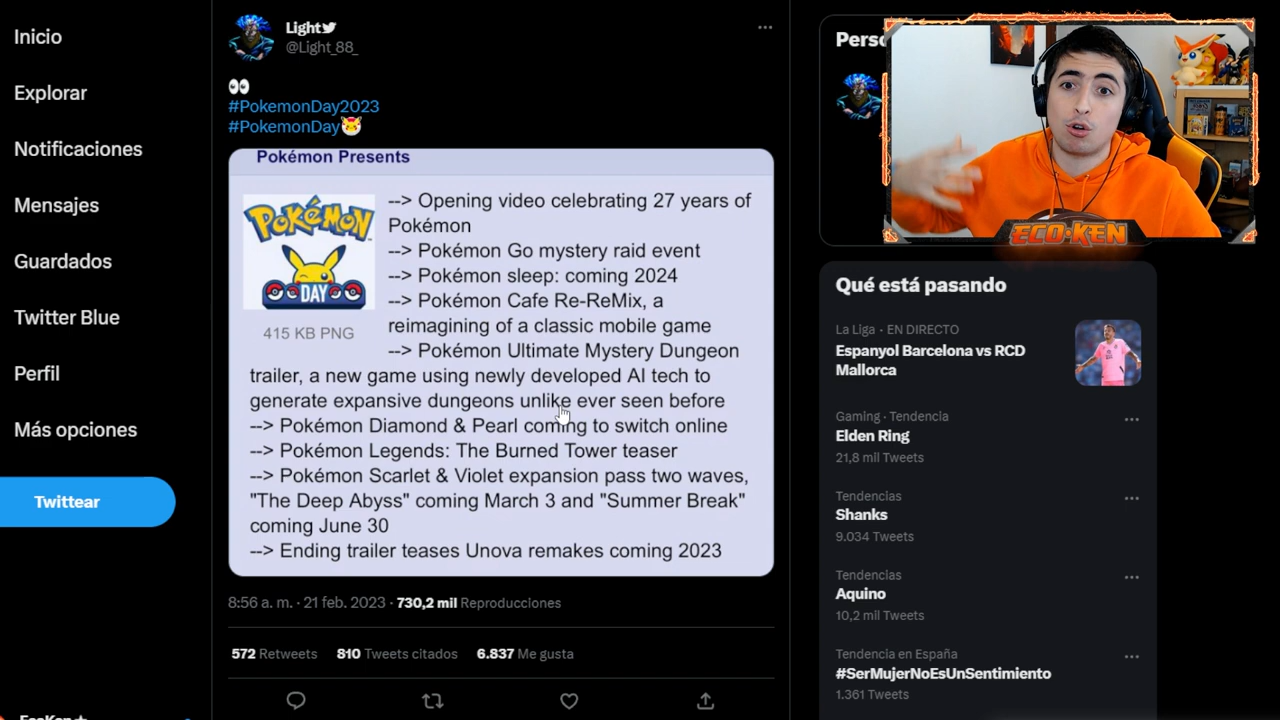 Inicio
Explorar
Notificaciones
Mensajes
Guardados
Twitter Blue
Perfil
Más opciones
Twittear
Light
@Light_88_
#PokemonDay2023
#PokemonDay
Pokémon Presents
POKÉMON
DAY
415 KB PNG
--> Opening video celebrating 27 years of
Pokémon
--> Pokémon Go mystery raid event
--> Pokémon sleep: coming 2024
--> Pokémon Cafe Re-ReMix, a
reimagining of a classic mobile game
--> Pokémon Ultimate Mystery Dungeon
trailer, a new game using newly developed AI tech to
generate expansive dungeons unlike ever seen before
--> Pokémon Diamond & Pearl coming to switch online
--> Pokémon Legends: The Burned Tower teaser
--> Pokémon Scarlet & Violet expansion pass two waves,
"The Deep Abyss" coming March 3 and "Summer Break"
coming June 30
--> Ending trailer teases Unova remakes coming 2023
8:56 a. m. · 21 feb. 2023 · 730,2 mil Reproducciones
572 Retweets 810 Tweets citados 6.837 Me gusta
ECO-KEN
Qué está pasando
La Liga · EN DIRECTO
Espanyol Barcelona vs RCD
Mallorca
Gaming · Tendencia
Elden Ring
21,8 mil Tweets
Tendencias
Shanks
9.034 Tweets
Tendencias
Aquino
10,2 mil Tweets
Tendencia en España
#SerMujerNoEsUnSentimiento
1.361 Tweets